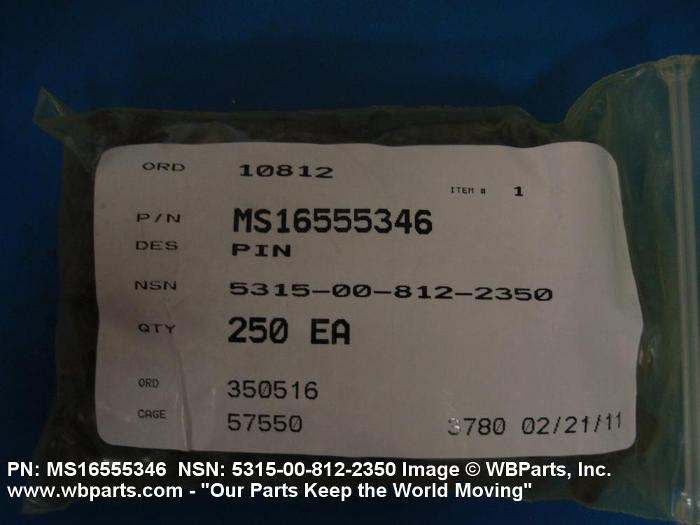 ORD 10812
ITEM # 1
P/N MS16555346
DES PIN
NSN 5315-00-812-2350
QTY 250 EA
ORD 350516
CAGE 57550 3780 02/21/11
PN: MS16555346 NSN: 5315-00-812-2350 Image © WBParts, Inc.
www.wbparts.com - "Our Parts Keep the World Moving"